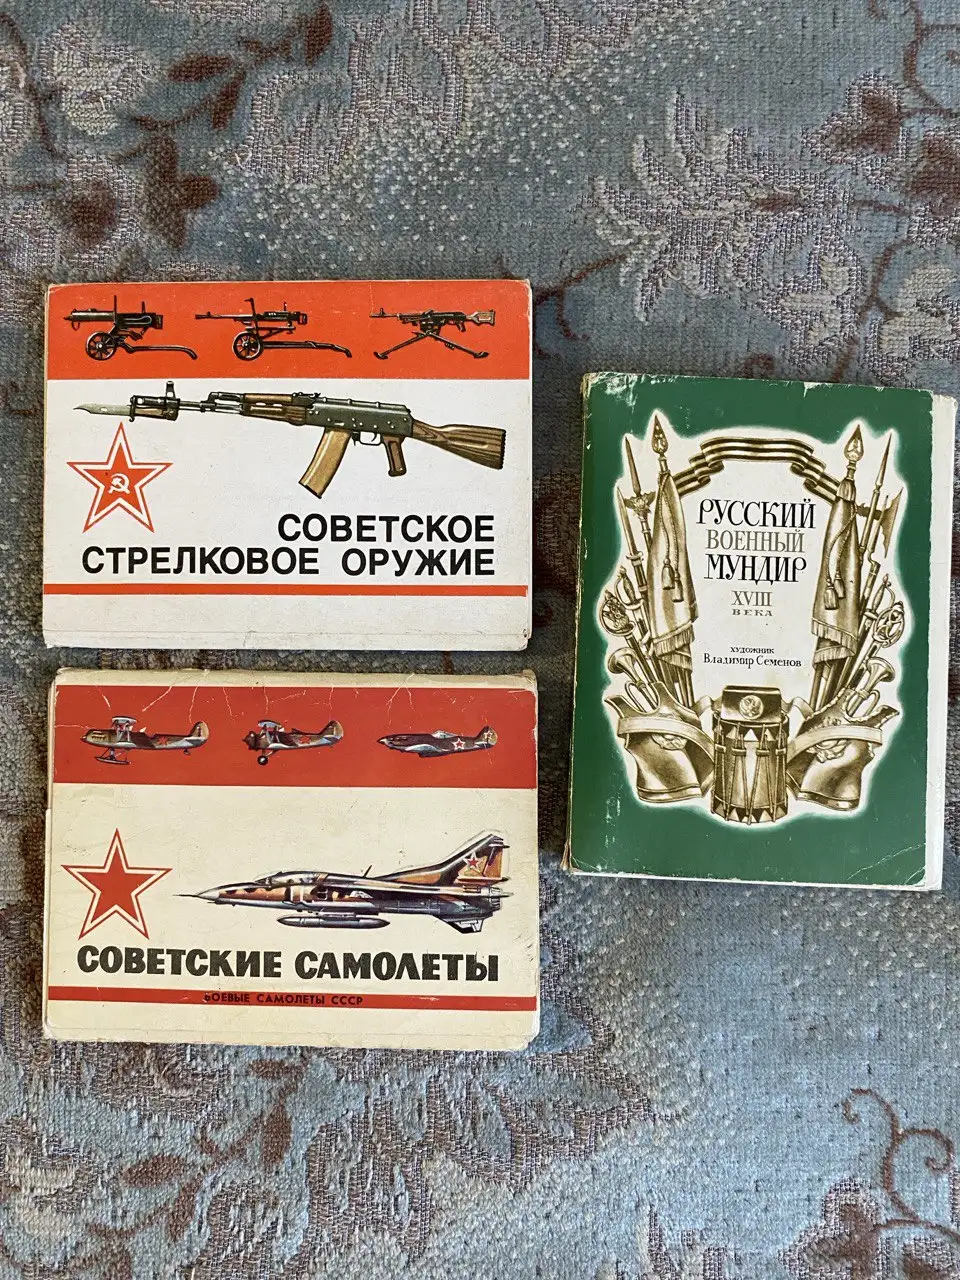 СОВЕТСКОЕ
СТРЕЛКОВОЕ ОРУЖИЕ
СОВЕТСКИЕ САМОЛЕТЫ
БОЕВЫЕ САМОЛЕТЫ СССР
РУССКИЙ
ВОЕННЫЙ
МУНДИР
XVIII
ВЕКА
ХУДОЖНИК
Владимир Семенов